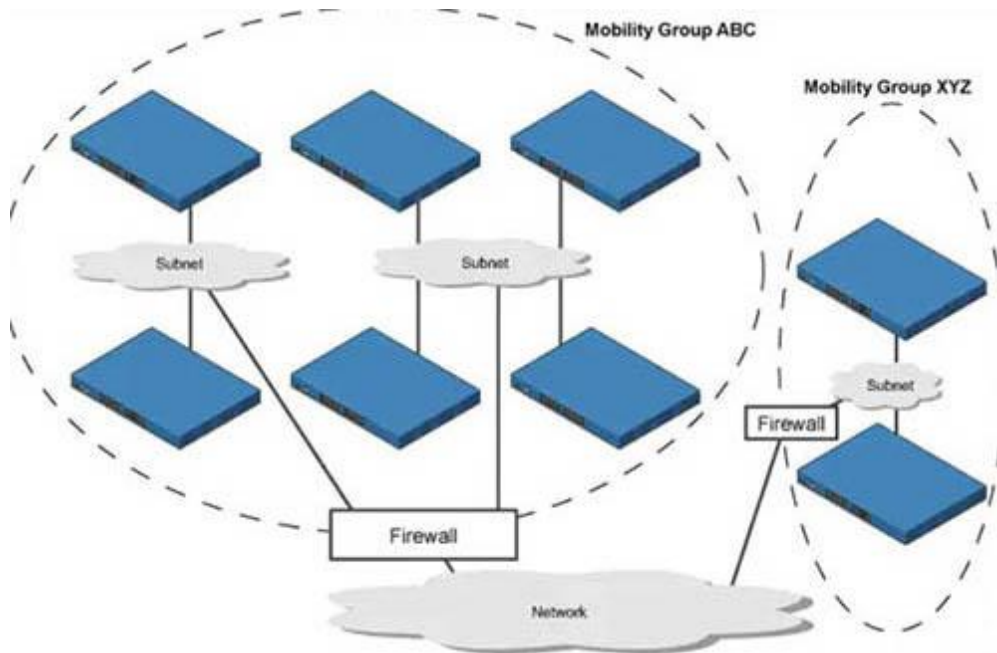 Mobility Group ABC
Mobility Group XYZ
Subnet
Subnet
Subnet
Firewall
Firewall
Network